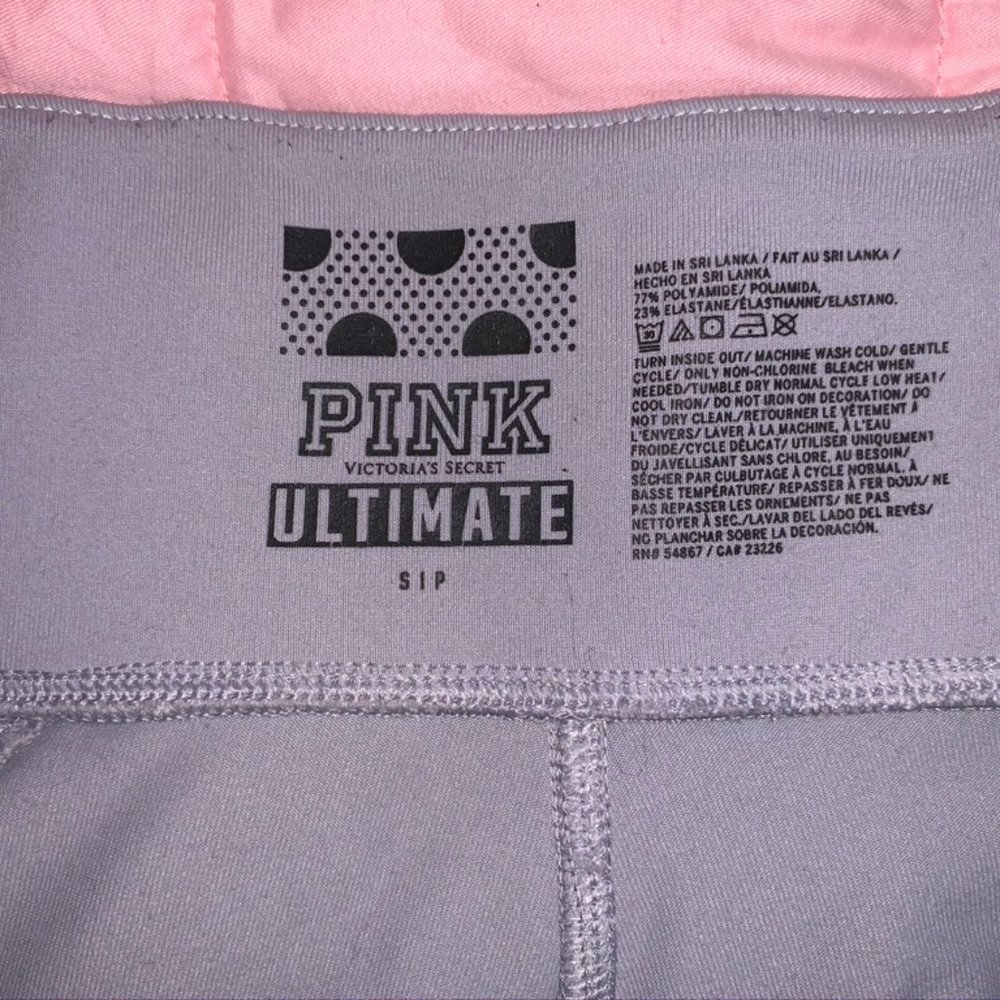 PINK
VICTORIA'S SECRET
ULTIMATE
S I P
MADE IN SRI LANKA / FAIT AU SRI LANKA /
HECHO EN SRI LANKA
77% POLYAMIDE/ POLIAMIDA,
23% ELASTANE/ÉLASTHANNE/ELASTANO.
30
TURN INSIDE OUT/ MACHINE WASH COLD/ GENTLE
CYCLE/ ONLY NON-CHLORINE BLEACH WHEN
NEEDED/TUMBLE DRY NORMAL CYCLE LOW HEAT/
COOL IRON/ DO NOT IRON ON DECORATION/ DO
NOT DRY CLEAN./RETOURNER LE VÊTEMENT À
L'ENVERS/ LAVER À LA MACHINE, À L'EAU
FROIDE/CYCLE DÉLICAT/ UTILISER UNIQUEMENT
DU JAVELLISANT SANS CHLORE, AU BESOIN/
SÉCHER PAR CULBUTAGE À CYCLE NORMAL, À
BASSE TEMPÉRATURE/ REPASSER À FER DOUX/ NE
PAS REPASSER LES ORNEMENTS/ NE PAS
NETTOYER À SEC./LAVAR DEL LADO DEL REVÉS/
NO PLANCHAR SOBRE LA DECORACIÓN.
RN# 54867 / CA# 23226